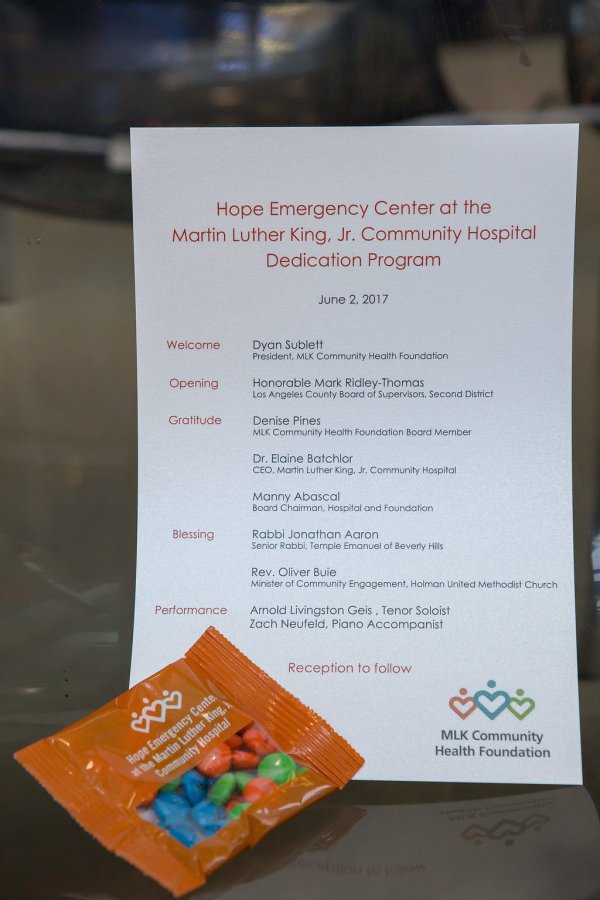 Hope Emergency Center at the
Martin Luther King, Jr. Community Hospital
Dedication Program
June 2, 2017
Welcome Dyan Sublett
President, MLK Community Health Foundation
Opening Honorable Mark Ridley-Thomas
Los Angeles County Board of Supervisors, Second District
Gratitude Denise Pines
MLK Community Health Foundation Board Member
Dr. Elaine Batchlor
CEO, Martin Luther King, Jr. Community Hospital
Manny Abascal
Board Chairman, Hospital and Foundation
Blessing Rabbi Jonathan Aaron
Senior Rabbi, Temple Emanuel of Beverly Hills
Rev. Oliver Buie
Minister of Community Engagement, Holman United Methodist Church
Performance Arnold Livingston Geis , Tenor Soloist
Zach Neufeld, Piano Accompanist
Reception to follow
MLK Community
Health Foundation
Hope Emergency Center
at the Martin Luther King, J
Community Hospital